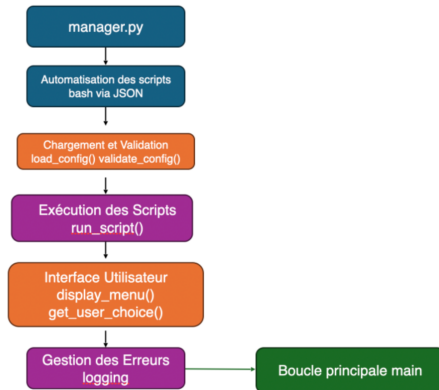 manager.py
Automatisation des scripts
bash via JSON
Chargement et Validation
load_config() validate_config()
Exécution des Scripts
run_script()
Interface Utilisateur
display_menu()
get_user_choice()
Gestion des Erreurs
logging
Boucle principale main